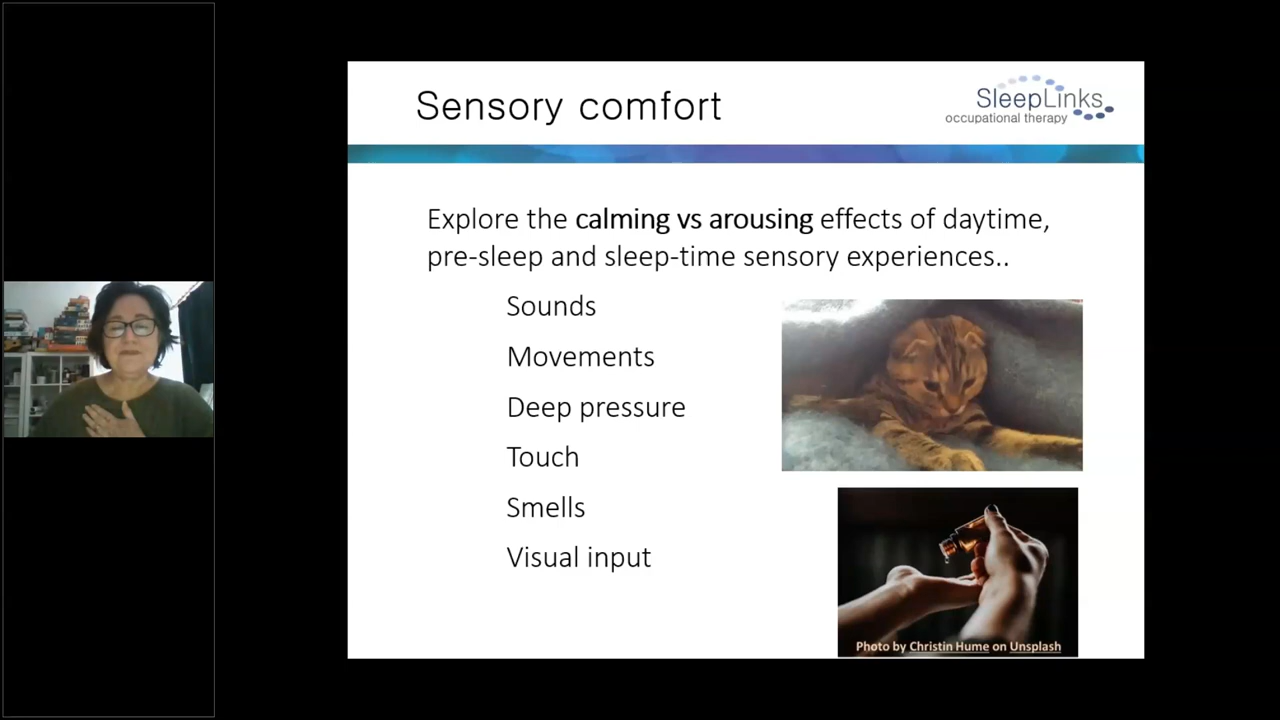 Sensory comfort
SleepLinks
occupational therapy
Explore the calming vs arousing effects of daytime,
pre-sleep and sleep-time sensory experiences..
Sounds
Movements
Deep pressure
Touch
Smells
Visual input
Photo by Christin Hume on Unsplash